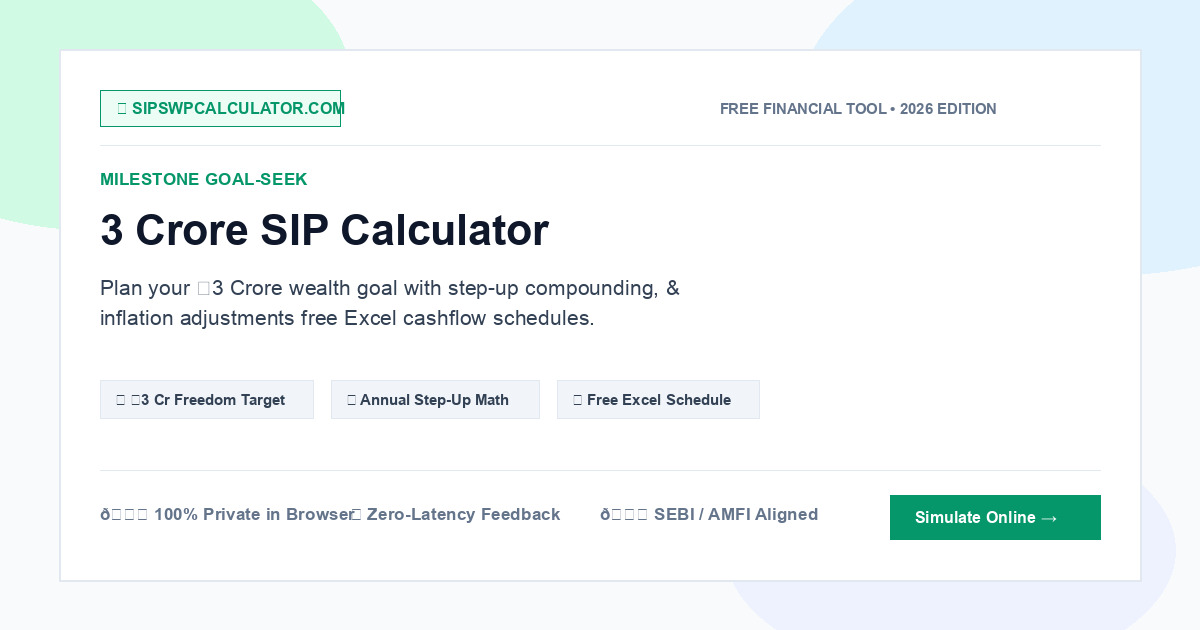 □ SIPSWPCALCULATOR.COM
FREE FINANCIAL TOOL • 2026 EDITION
MILESTONE GOAL-SEEK
3 Crore SIP Calculator
Plan your □3 Crore wealth goal with step-up compounding, &
inflation adjustments free Excel cashflow schedules.
□ □3 Cr Freedom Target
□ Annual Step-Up Math
□ Free Excel Schedule
ð□□□ 100% Private in Browser
□ Zero-Latency Feedback
ð□□□ SEBI / AMFI Aligned
Simulate Online →